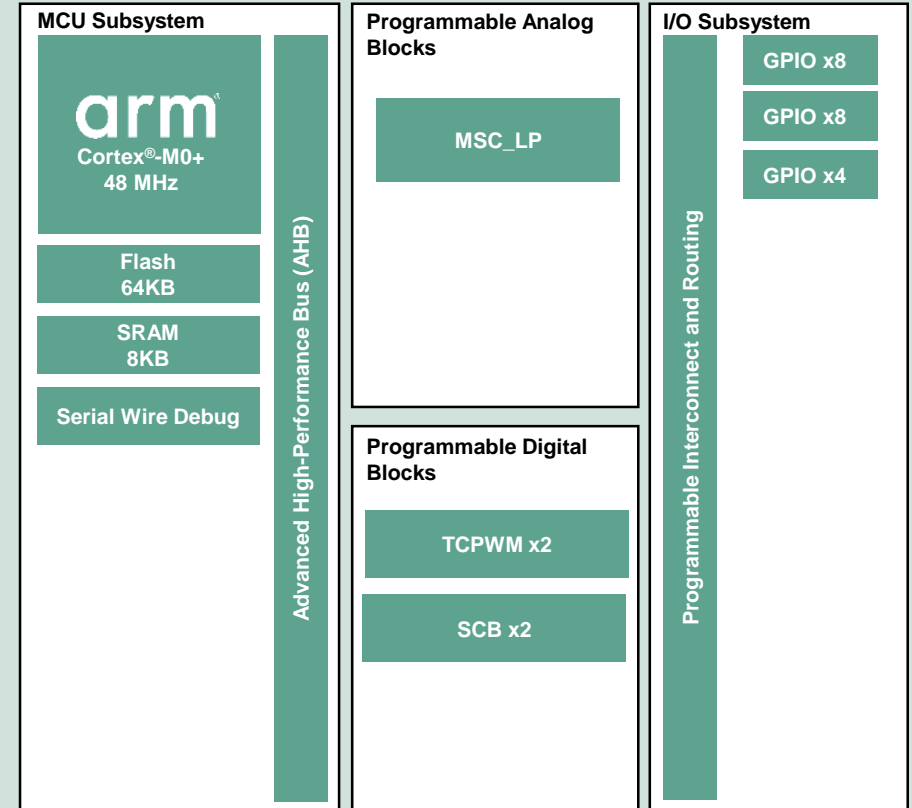 MCU Subsystem
arm
Cortex®-M0+
48 MHz
Flash
64KB
SRAM
8KB
Serial Wire Debug
Advanced High-Performance Bus (AHB)
Programmable Analog
Blocks
MSC_LP
Programmable Digital
Blocks
TCPWM x2
SCB x2
I/O Subsystem
Programmable Interconnect and Routing
GPIO x8
GPIO x8
GPIO x4